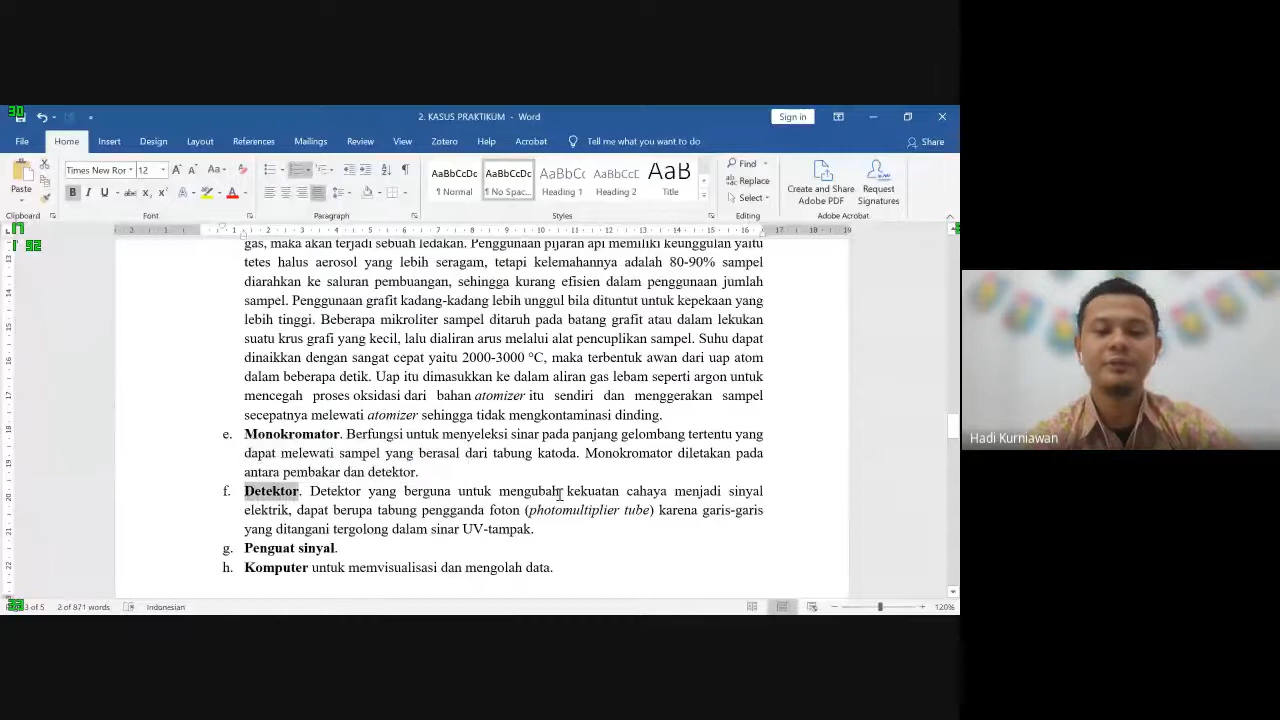 2. KASUS PRAKTIKUM - Word
Sign in
File Home Insert Design Layout References Mailings Review View Zotero Help Acrobat Tell me what you want to do Share
Paste
Times New Ror 12
AaBbCcDc AaBbCcDc AaBbCc AaBbCcC AaB
¶ Normal ¶ No Spac... Heading 1 Heading 2 Title
Find
Replace
Select
Create and Share Adobe PDF
Request Signatures
Clipboard Font Paragraph Styles Editing Adobe Acrobat
gas, maka akan terjadi sebuah ledakan. Penggunaan pijaran api memiliki keunggulan yaitu
tetes halus aerosol yang lebih seragam, tetapi kelemahannya adalah 80-90% sampel
diarahkan ke saluran pembuangan, sehingga kurang efisien dalam penggunaan jumlah
sampel. Penggunaan grafit kadang-kadang lebih unggul bila dituntut untuk kepekaan yang
lebih tinggi. Beberapa mikroliter sampel ditaruh pada batang grafit atau dalam lekukan
suatu krus grafi yang kecil, lalu dialiran arus melalui alat pencuplikan sampel. Suhu dapat
dinaikkan dengan sangat cepat yaitu 2000-3000 °C, maka terbentuk awan dari uap atom
dalam beberapa detik. Uap itu dimasukkan ke dalam aliran gas lebam seperti argon untuk
mencegah proses oksidasi dari bahan atomizer itu sendiri dan menggerakan sampel
secepatnya melewati atomizer sehingga tidak mengkontaminasi dinding.
e. Monokromator. Berfungsi untuk menyeleksi sinar pada panjang gelombang tertentu yang
dapat melewati sampel yang berasal dari tabung katoda. Monokromator diletakan pada
antara pembakar dan detektor.
f. Detektor. Detektor yang berguna untuk mengubah kekuatan cahaya menjadi sinyal
elektrik, dapat berupa tabung pengganda foton (photomultiplier tube) karena garis-garis
yang ditangani tergolong dalam sinar UV-tampak.
g. Penguat sinyal.
h. Komputer untuk memvisualisasi dan mengolah data.
3 of 5 2 of 871 words Indonesian 120%
Hadi Kurniawan